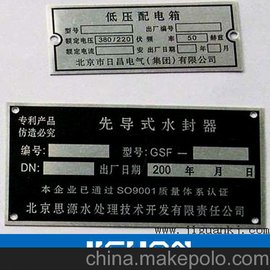 低压配电箱
型号 出厂编号
额定电压 380/220 伏 频率 50 赫兹
额定电流 安 出厂日期 年 月
北京市日昌电气(集团)有限公司
专利产品
仿造必究
先导式水封器
编号: 型号: GSF—
DN: 出厂日期 200 年 月 日
本企业已通过SO9001质量体系认证
北京思源水处理技术开发有限责任公司